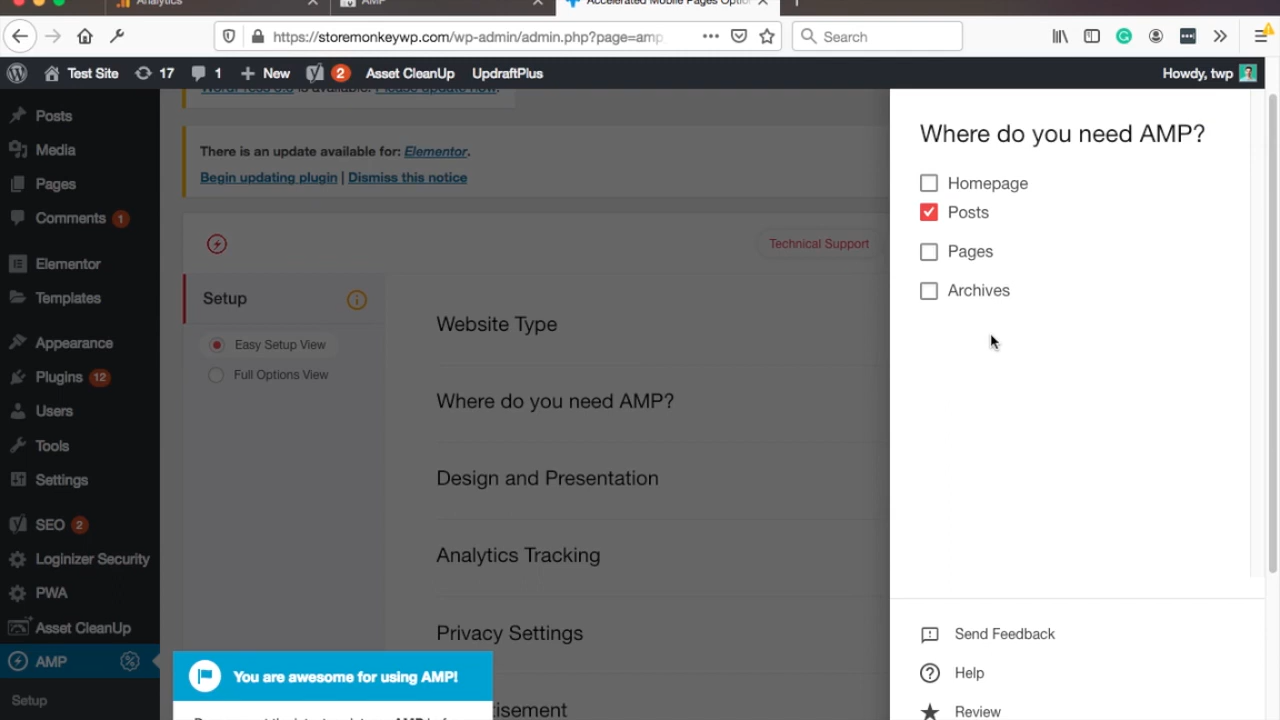 Analytics
AMP
Accelerated Mobile Pages Optio
https://storemonkeywp.com/wp-admin/admin.php?page=amp_
Search
Test Site
17
1
New
2
Asset CleanUp
UpdraftPlus
Howdy, twp
Posts
Media
Pages
Comments 1
Elementor
Templates
Appearance
Plugins 12
Users
Tools
Settings
SEO 2
Loginizer Security
PWA
Asset CleanUp
AMP
Setup
is available. Please update now.
There is an update available for: Elementor.
Begin updating plugin | Dismiss this notice
Technical Support
Setup
Easy Setup View
Full Options View
Website Type
Where do you need AMP?
Design and Presentation
Analytics Tracking
Privacy Settings
isement
You are awesome for using AMP!
Where do you need AMP?
Homepage
Posts
Pages
Archives
Send Feedback
Help
Review